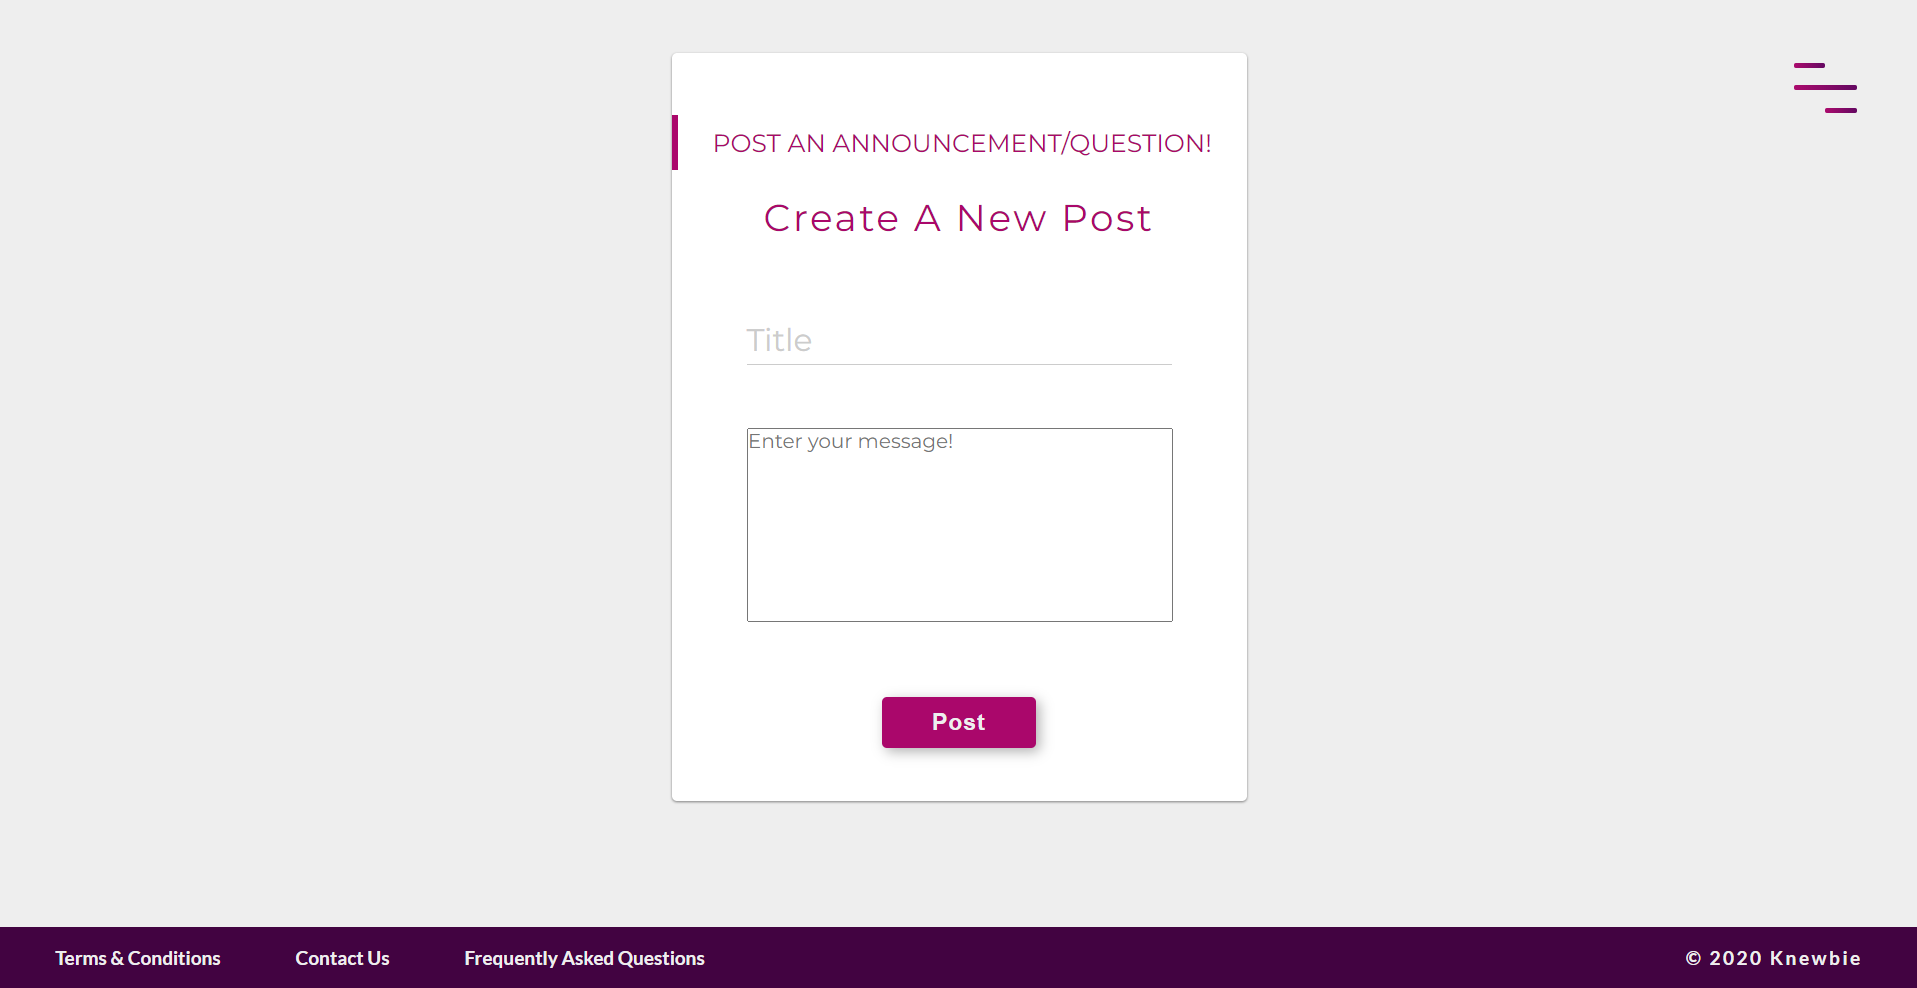 POST AN ANNOUNCEMENT/QUESTION!
Create A New Post
Title
Enter your message!
Post
Terms & Conditions
Contact Us
Frequently Asked Questions
© 2020 Knewbie